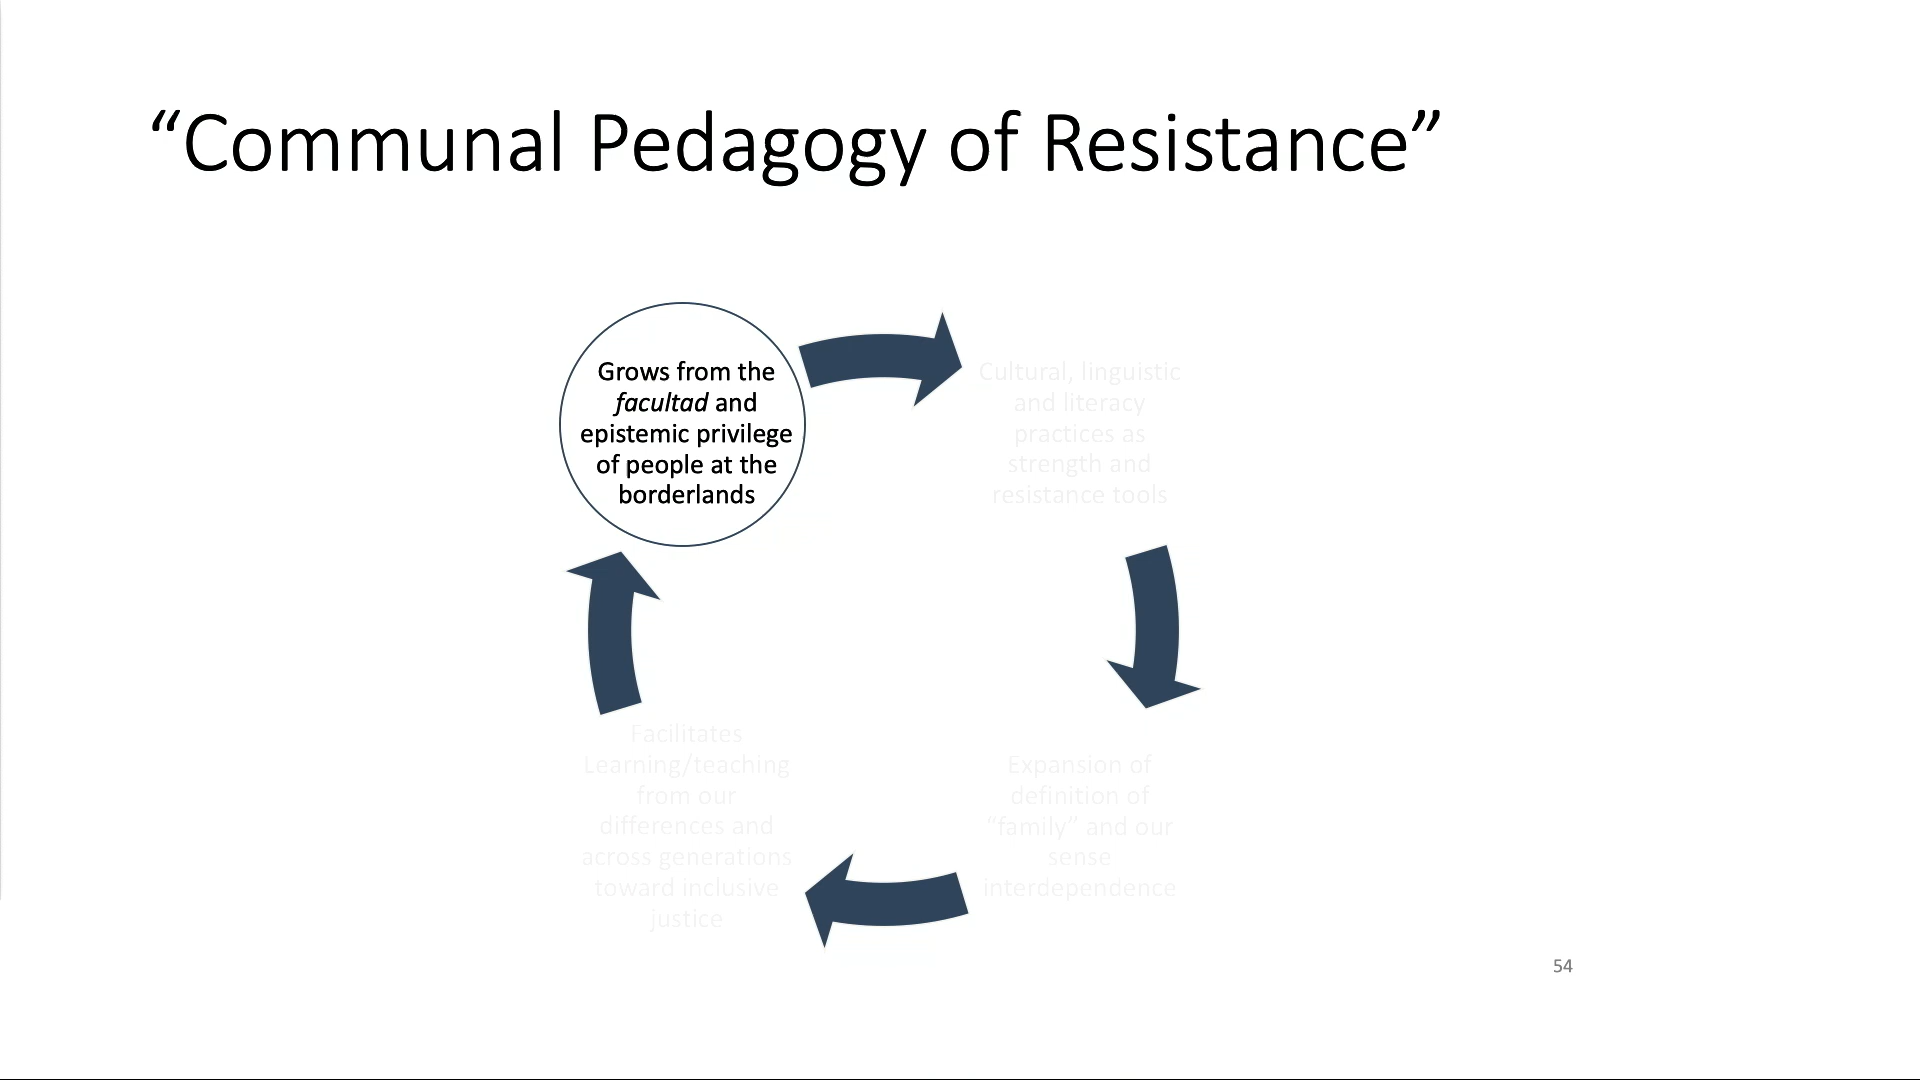 “Communal Pedagogy of Resistance”
Grows from the
facultad and
epistemic privilege
of people at the
borderlands
Cultural, linguistic
and literacy
practices as
strength and
resistance tools
Expansion of
definition of
“family” and our
sense
interdependence
Facilitates
Learning/teaching
from our
differences and
across generations
toward inclusive
justice
54